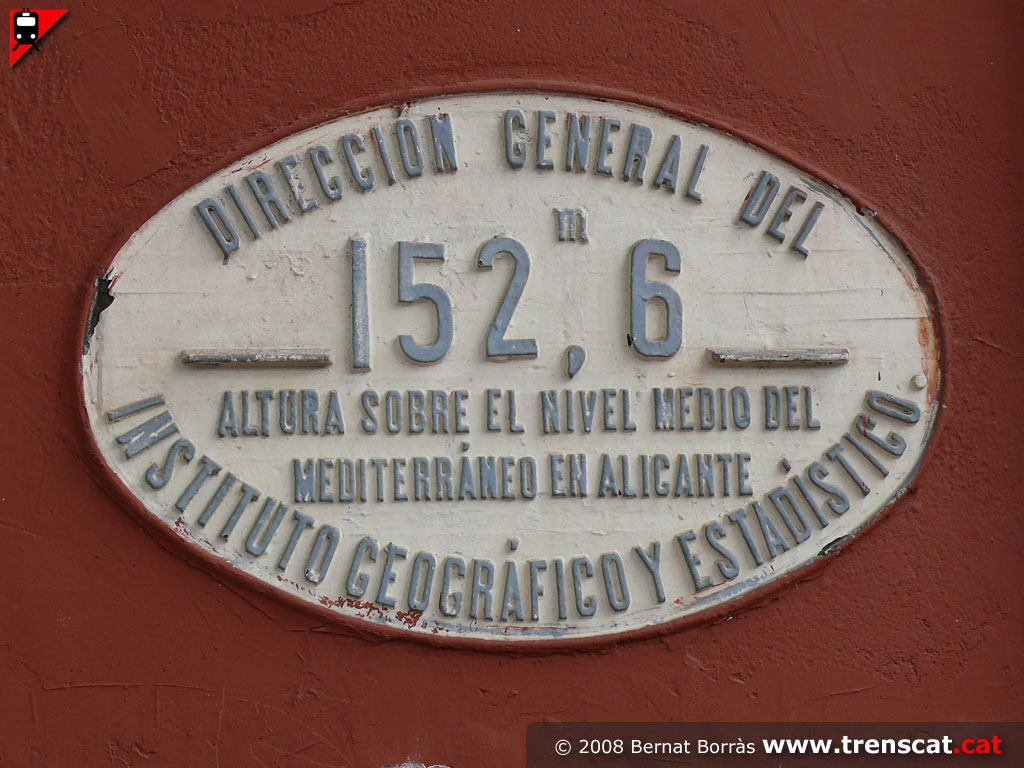 DIRECCIÓN GENERAL DEL
152,6 m
ALTURA SOBRE EL NIVEL MEDIO DEL
MEDITERRÁNEO EN ALICANTE
INSTITUTO GEOGRÁFICO Y ESTADÍSTICO
© 2008 Bernat Borràs www.trenscat.cat